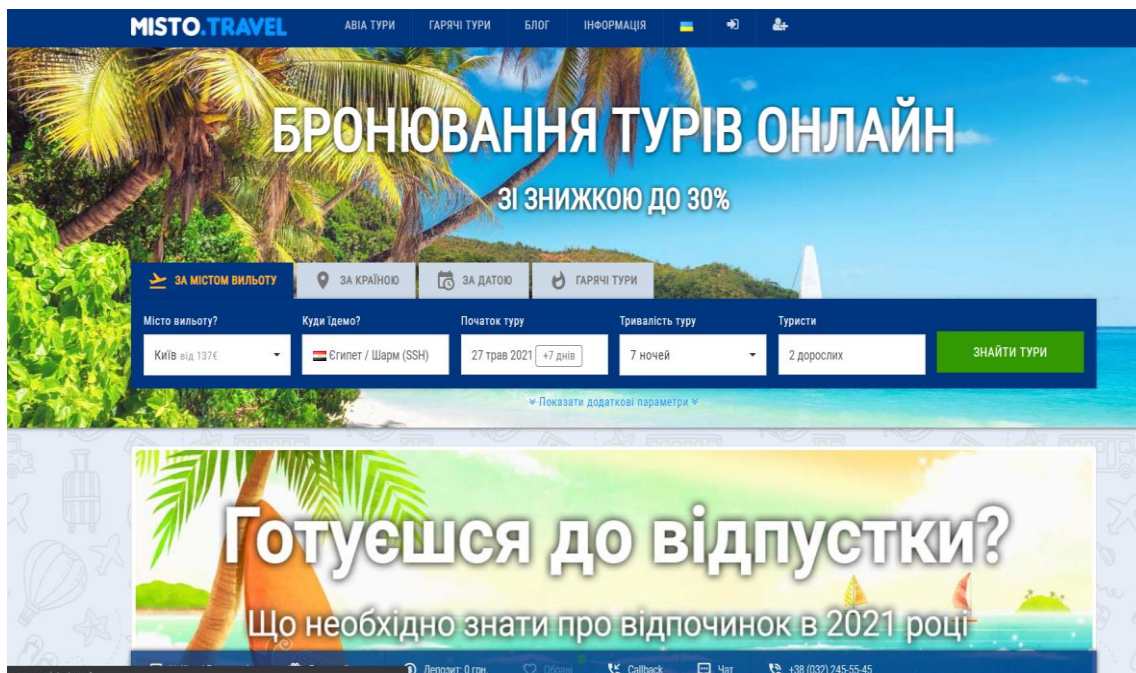 MISTO.TRAVEL АВІА ТУРИ ГАРЯЧІ ТУРИ БЛОГ ІНФОРМАЦІЯ
БРОНЮВАННЯ ТУРІВ ОНЛАЙН
ЗІ ЗНИЖКОЮ ДО 30%
ЗА МІСТОМ ВИЛЬОТУ ЗА КРАЇНОЮ ЗА ДАТОЮ ГАРЯЧІ ТУРИ
Місто вильоту? Куди їдемо? Початок туру Тривалість туру Туристи
Київ від 137€ Єгипет / Шарм (SSH) 27 трав 2021 +7 днів 7 ночей 2 дорослих ЗНАЙТИ ТУРИ
Показати додаткові параметри
Готуєшся до відпустки?
Що необхідно знати про відпочинок в 2021 році
Депозит: 0 грн. Обрані Callback Чат +38 (032) 245-55-45